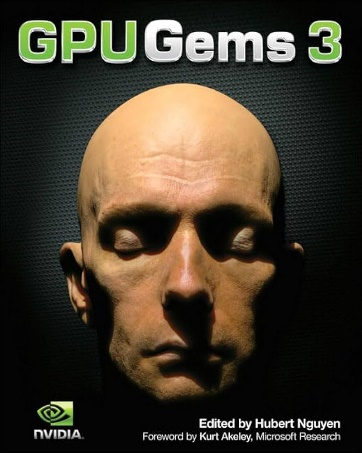 GPU Gems 3
Edited by Hubert Nguyen
Foreword by Kurt Akeley, Microsoft Research
NVIDIA.